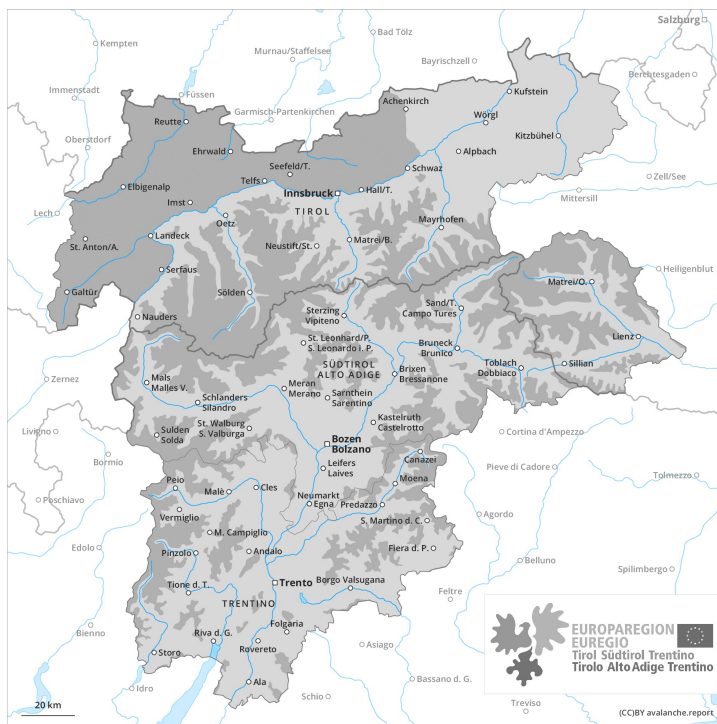 Salzburg
Kempten
Bad Tölz
Murnau/Staffelsee
Bayrischzell
Berchtesgaden
Immenstadt
Füssen
Garmisch-Partenkirchen
Achenkirch
Kufstein
Reutte
Wörgl
Oberstdorf
Ehrwald
Kitzbühel
Alpbach
Seefeld/T.
Schwaz
Telfs
Zell/See
Elbigenalp
Innsbruck
Hall/T.
Mittersill
Imst
TIROL
Lech
Oetz
Mayrhofen
Landeck
St. Anton/A.
Neustift/St.
Matrei/B.
Serfaus
Heiligenblut
Galtür
Sölden
Matrei/O.
Nauders
Sterzing
Vipiteno
Sand/T.
Campo Tures
Lienz
St. Leonhard/P.
S. Leonardo i. P.
Bruneck
Brunico
SÜDTIROL
ALTO ADIGE
Toblach
Dobbiaco
Sillian
Zernez
Mals
Malles V.
Meran
Merano
Brixen
Bressanone
Sarnthein
Sarentino
Schlanders
Silandro
St. Walburg
S. Valburga
Kastelruth
Castelrotto
Livigno
Sulden
Solda
Cortina d'Ampezzo
Bozen
Bolzano
Bormio
Canazei
Leifers
Laives
Pieve di Cadore
Tolmezzo
Peio
Malè
Cles
Moena
Poschiavo
Neumarkt
Egna
Predazzo
Vermiglio
Agordo
S. Martino d. C.
M. Campiglio
Edolo
Pinzolo
Andalo
Fiera d. P.
Belluno
Spilimbergo
Tione d. T.
Trento
Borgo Valsugana
Feltre
TRENTINO
Folgaria
Bienno
Riva d. G.
Rovereto
Asiago
Storo
Bassano d. G.
Idro
Ala
Schio
Treviso
EUROPAREGION
EUREGIO
Tirol Südtirol Trentino
Tirolo Alto Adige Trentino
20 km
(CC)BY avalanche.report